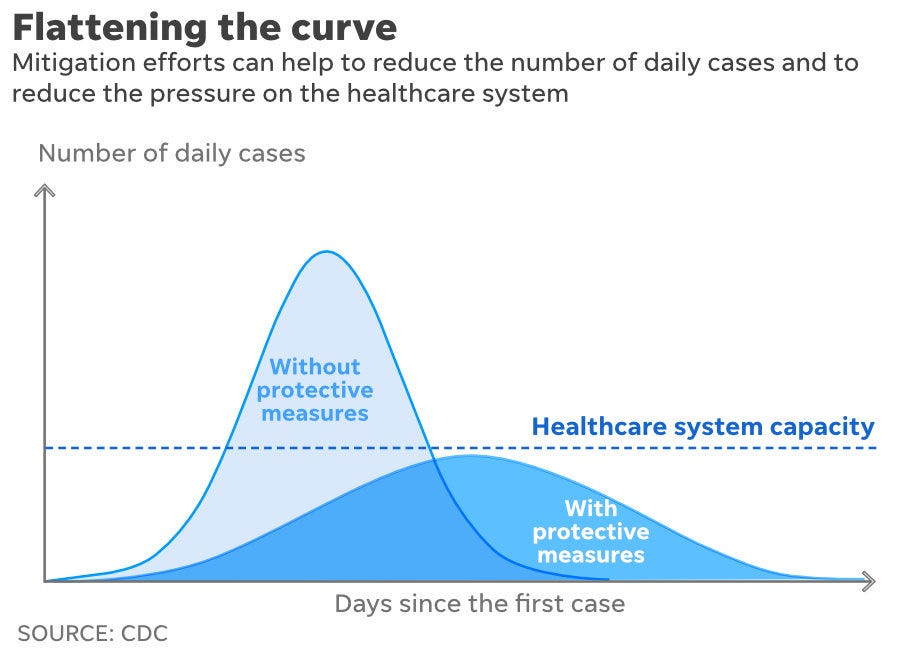 Flattening the curve
Mitigation efforts can help to reduce the number of daily cases and to
reduce the pressure on the healthcare system
Number of daily cases
Without
protective
measures
Healthcare system capacity
With
protective
measures
Days since the first case
SOURCE: CDC